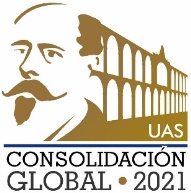 UAS
CONSOLIDACIÓN
GLOBAL • 2021